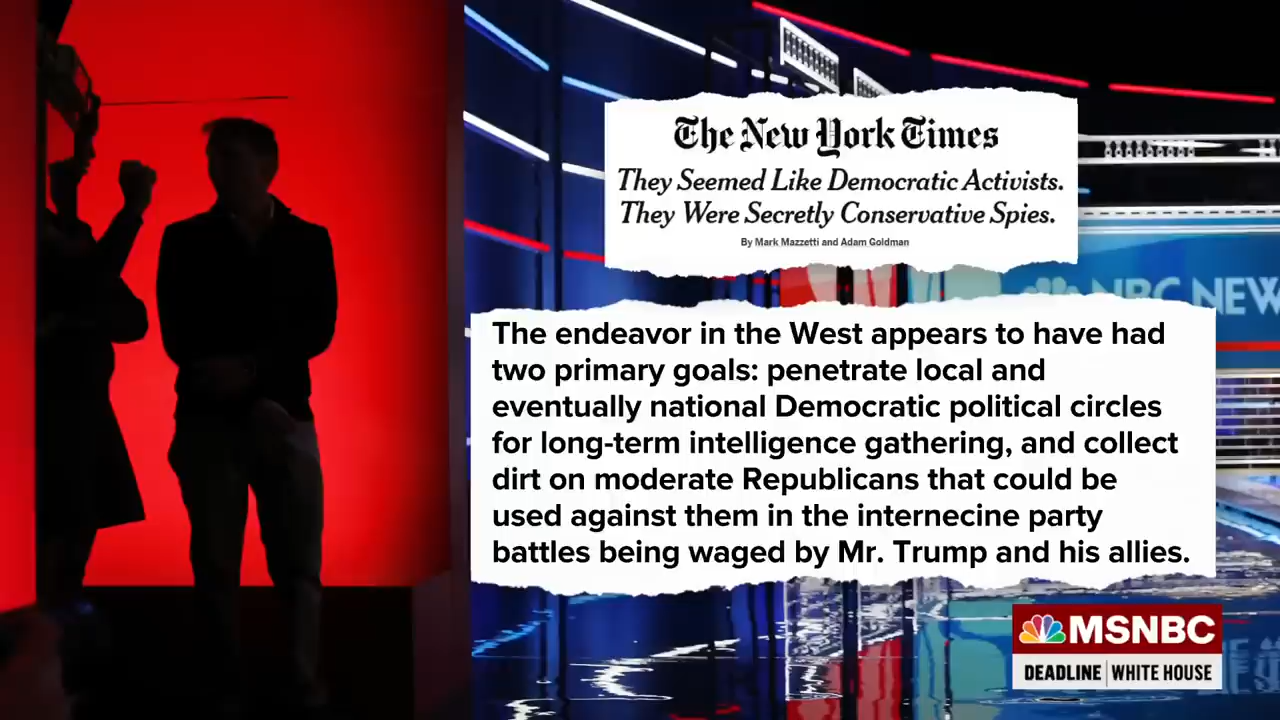 The New York Times
They Seemed Like Democratic Activists.
They Were Secretly Conservative Spies.
By Mark Mazzetti and Adam Goldman
NBC NEW
The endeavor in the West appears to have had
two primary goals: penetrate local and
eventually national Democratic political circles
for long-term intelligence gathering, and collect
dirt on moderate Republicans that could be
used against them in the internecine party
battles being waged by Mr. Trump and his allies.
MSNBC
DEADLINE WHITE HOUSE